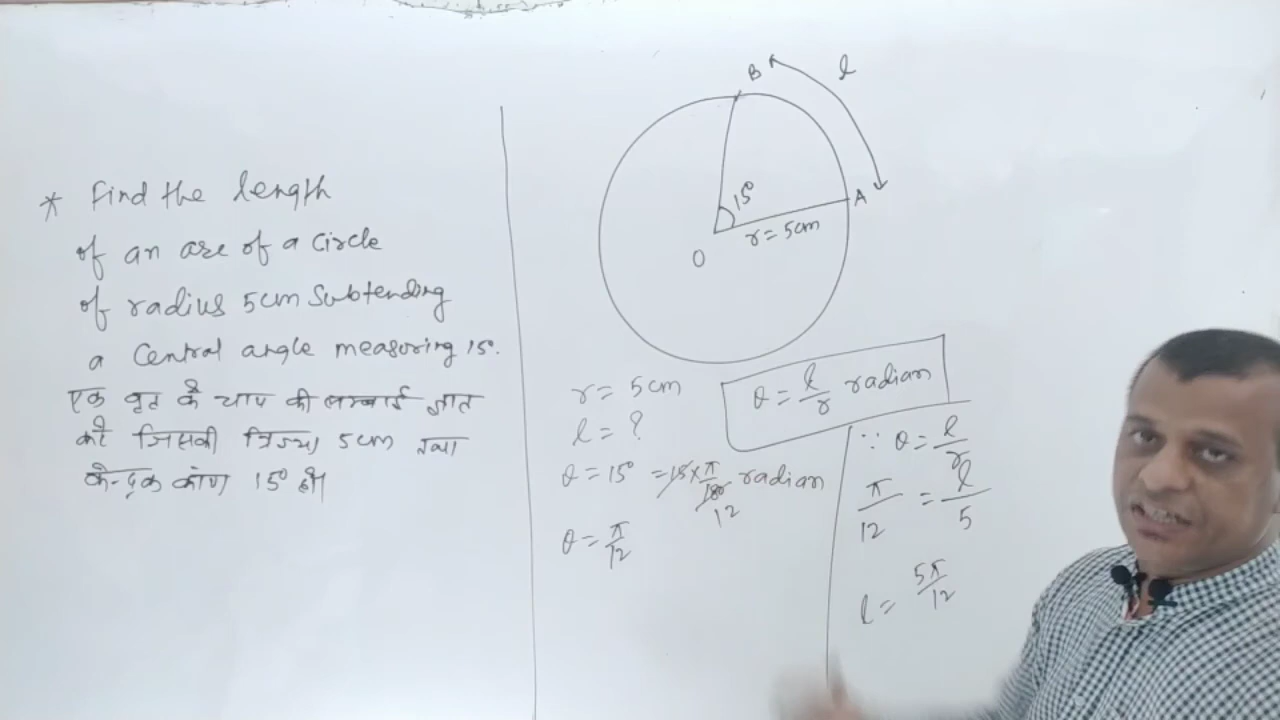 * Find the length
of an arc of a circle
of radius 5cm Subtending
a Central angle measuring 15°.
एक वृत के चाप की लम्बाई ज्ञात
करें जिसकी त्रिज्या 5cm तथा
केन्द्रक कोण 15° हो।
B
l
15°
A
r = 5cm
O
r = 5cm
l = ?
θ = 15° = 15 × π/180 radian
12
θ = π/12
θ = l/r radian
∵ θ = l/r
π/12 = l/5
l = 5π/12